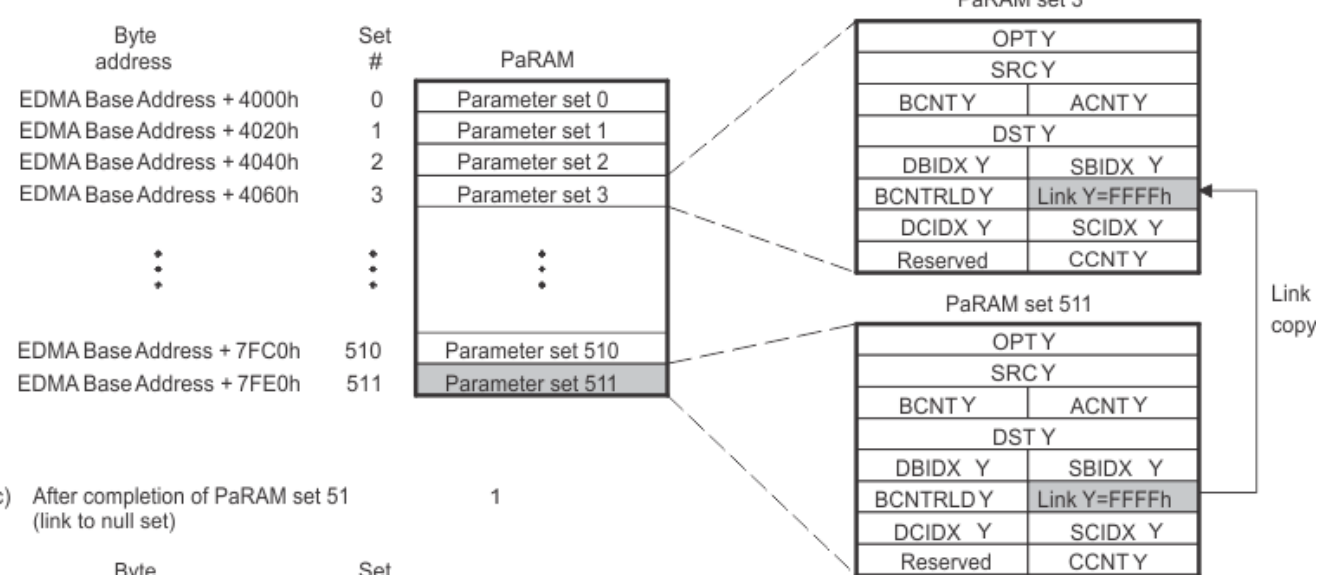 PaRAM set 3
Byte address
Set #
PaRAM
EDMA Base Address + 4000h 0 Parameter set 0
EDMA Base Address + 4020h 1 Parameter set 1
EDMA Base Address + 4040h 2 Parameter set 2
EDMA Base Address + 4060h 3 Parameter set 3
EDMA Base Address + 7FC0h 510 Parameter set 510
EDMA Base Address + 7FE0h 511 Parameter set 511
OPT Y
SRC Y
BCNT Y ACNT Y
DST Y
DBIDX Y SBIDX Y
BCNTRLD Y Link Y=FFFFh
DCIDX Y SCIDX Y
Reserved CCNT Y
Link
copy
PaRAM set 511
OPT Y
SRC Y
BCNT Y ACNT Y
DST Y
DBIDX Y SBIDX Y
BCNTRLD Y Link Y=FFFFh
DCIDX Y SCIDX Y
Reserved CCNT Y
c) After completion of PaRAM set 51 1
(link to null set)
Byte Set